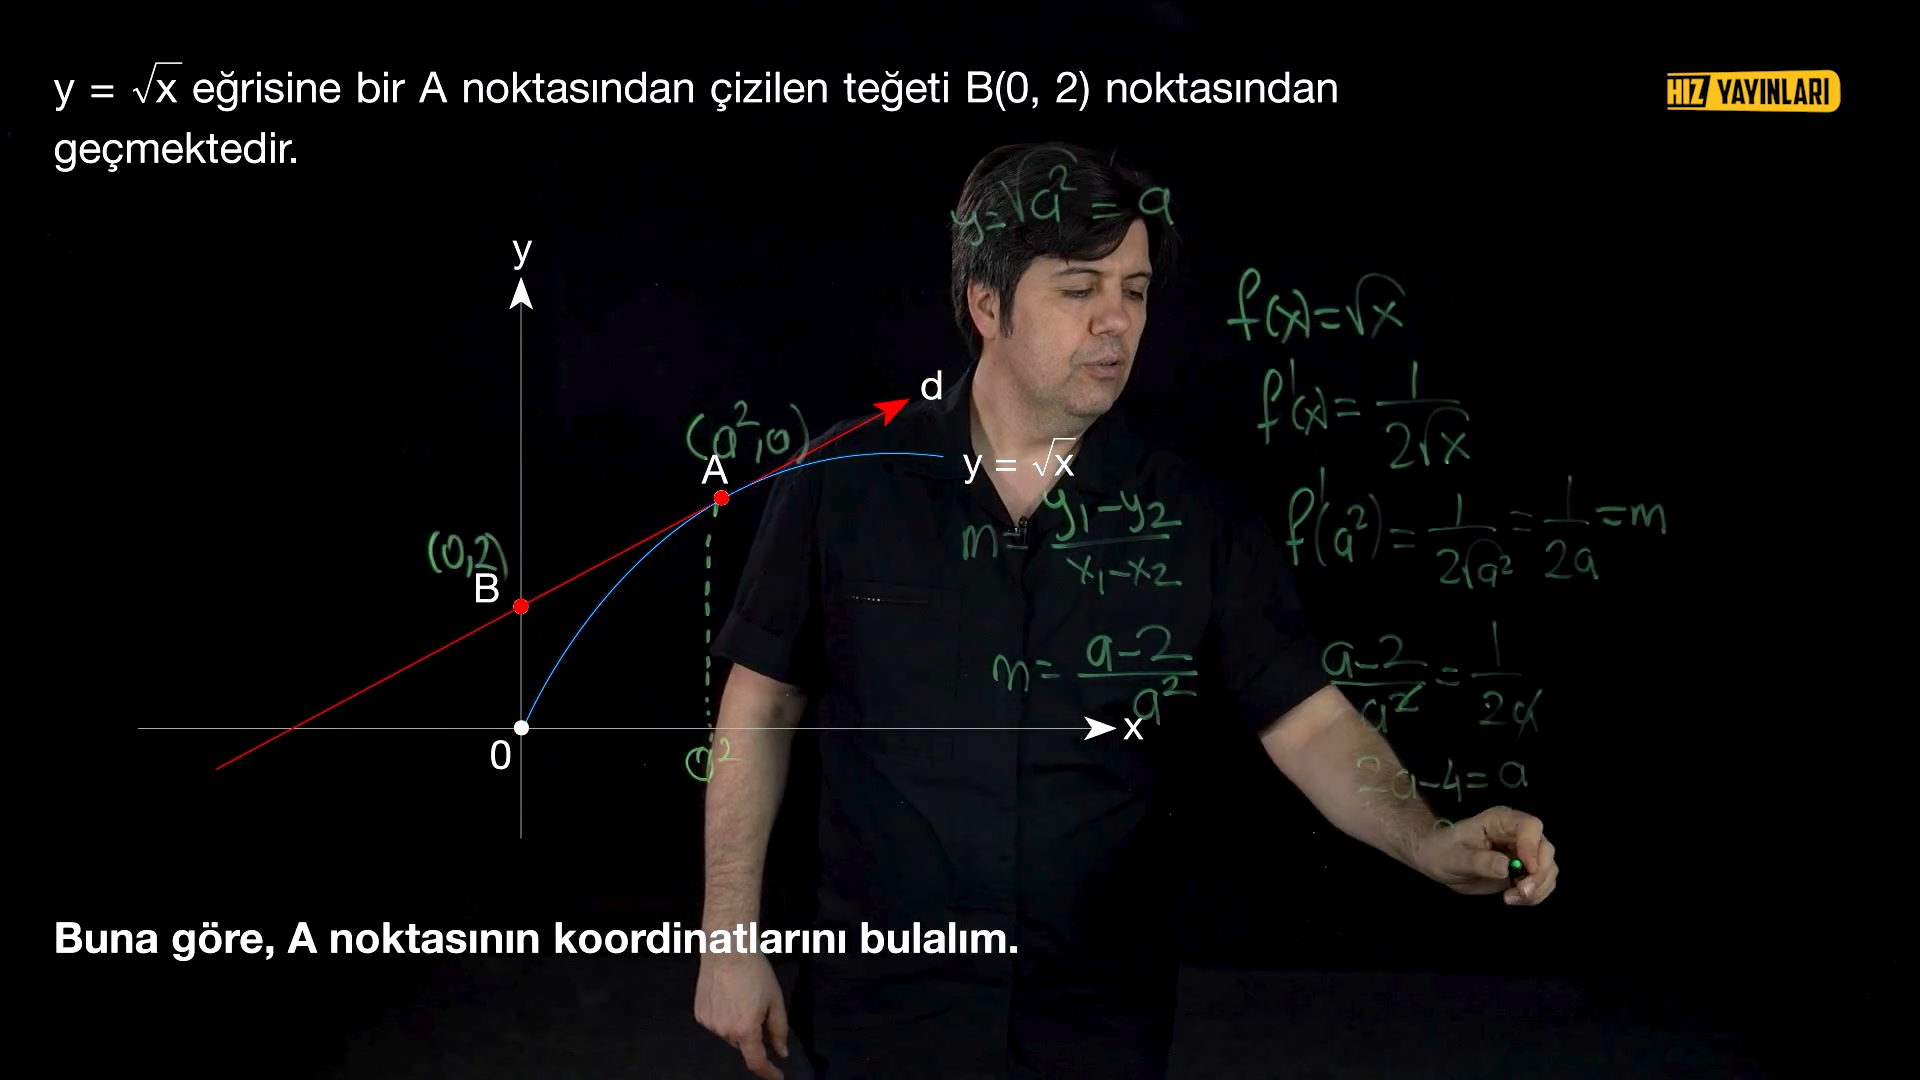 y = √x eğrisine bir A noktasından çizilen teğeti B(0, 2) noktasından
geçmektedir.
HIZ YAYINLARI
y=√a² = a
y
f(x)=√x
d
f'(x)= 1/2√x
(a²,a)
A
y = √x
m= y₁-y₂/x₁-x₂
f'(a²)= 1/2√a² = 1/2a =m
(0,2)
B
m= a-2/a²
a-2/a² = 1/2a
0
x
a²
2a-4=a
Buna göre, A noktasının koordinatlarını bulalım.